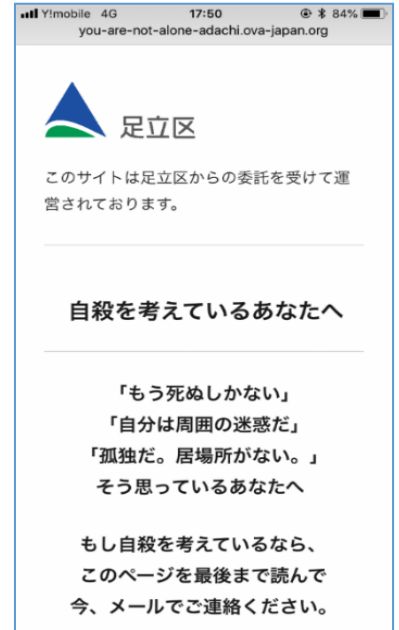 Y!mobile 4G 17:50 84%
you-are-not-alone-adachi.ova-japan.org
足立区
このサイトは足立区からの委託を受けて運
営されております。
自殺を考えているあなたへ
「もう死ぬしかない」
「自分は周囲の迷惑だ」
「孤独だ。居場所がない。」
そう思っているあなたへ
もし自殺を考えているなら、
このページを最後まで読んで
今、メールでご連絡ください。